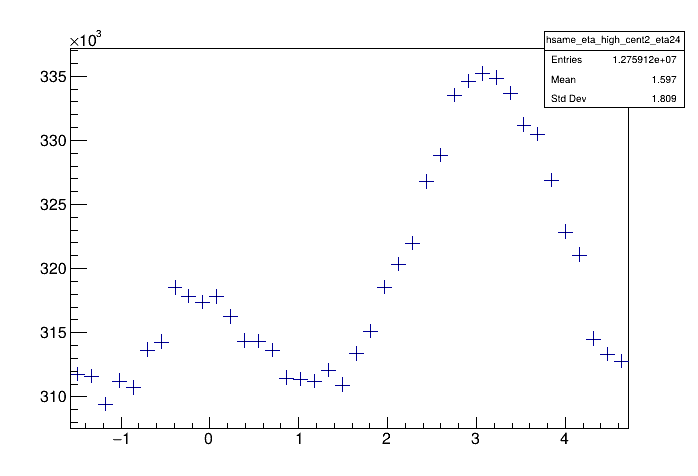 ×10³
hsame_eta_high_cent2_eta24
Entries 1.275912e+07
Mean 1.597
Std Dev 1.809
335
330
325
320
315
310
−1 0 1 2 3 4